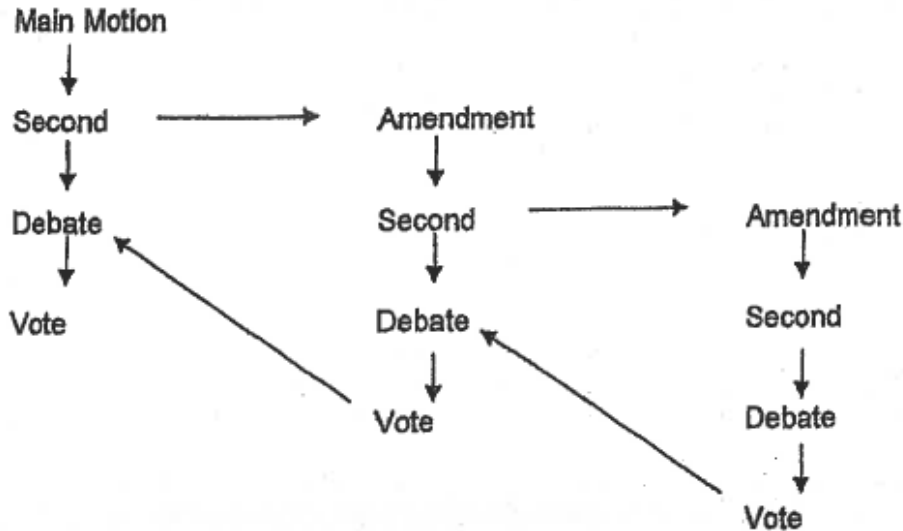 Main Motion
Second
Debate
Vote
Amendment
Second
Debate
Vote
Amendment
Second
Debate
Vote